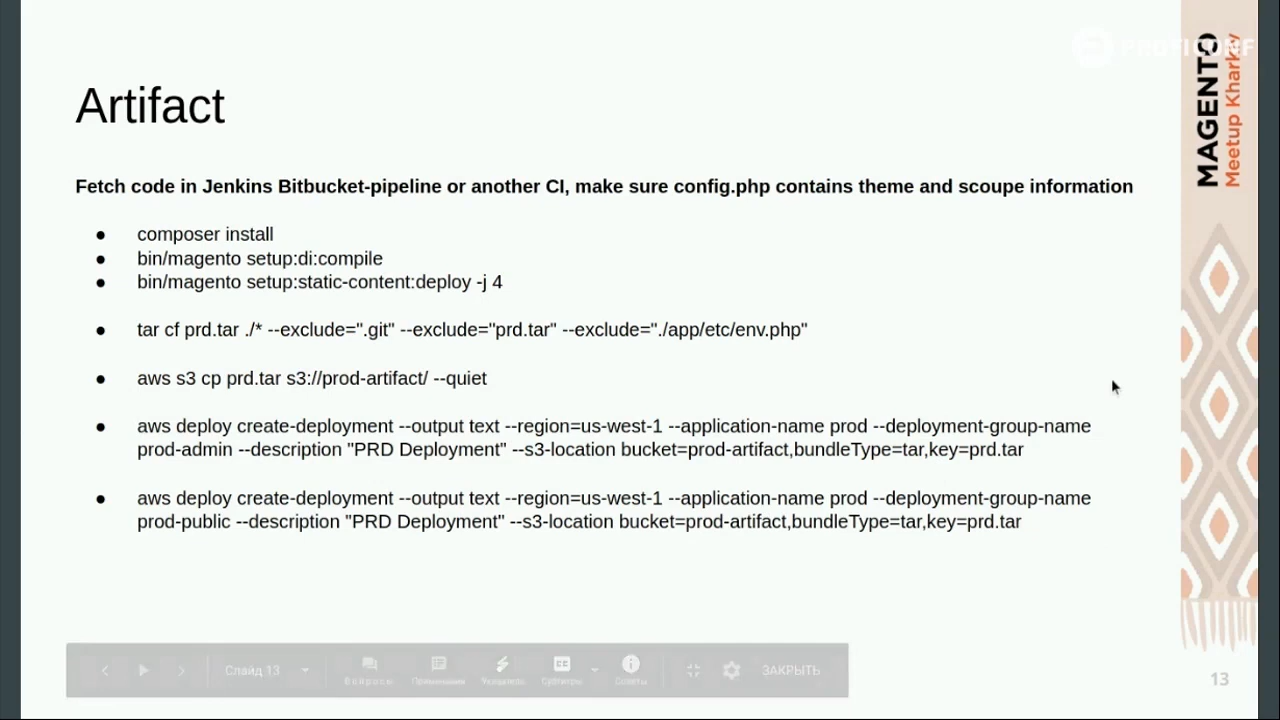 PROFICONF
MAGENTO
Meetup Kharkiv
Artifact
Fetch code in Jenkins Bitbucket-pipeline or another CI, make sure config.php contains theme and scoupe information
● composer install
● bin/magento setup:di:compile
● bin/magento setup:static-content:deploy -j 4
● tar cf prd.tar ./* --exclude=".git" --exclude="prd.tar" --exclude="./app/etc/env.php"
● aws s3 cp prd.tar s3://prod-artifact/ --quiet
● aws deploy create-deployment --output text --region=us-west-1 --application-name prod --deployment-group-name
prod-admin --description "PRD Deployment" --s3-location bucket=prod-artifact,bundleType=tar,key=prd.tar
● aws deploy create-deployment --output text --region=us-west-1 --application-name prod --deployment-group-name
prod-public --description "PRD Deployment" --s3-location bucket=prod-artifact,bundleType=tar,key=prd.tar
Слайд 13
Вопросы
CC
Субтитры
ЗАКРЫТЬ
13